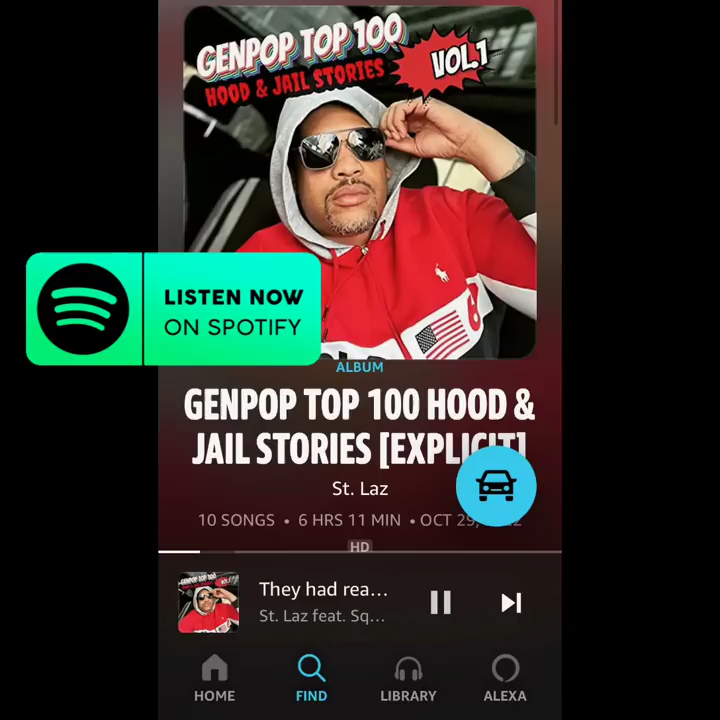 GENPOP TOP 100
HOOD & JAIL STORIES
VOL.1
LISTEN NOW
ON SPOTIFY
ALBUM
GENPOP TOP 100 HOOD &
JAIL STORIES [EXPLICIT]
St. Laz
10 SONGS • 6 HRS 11 MIN • OCT 29,
HD
They had rea...
St. Laz feat. Sq...
HOME
FIND
LIBRARY
ALEXA